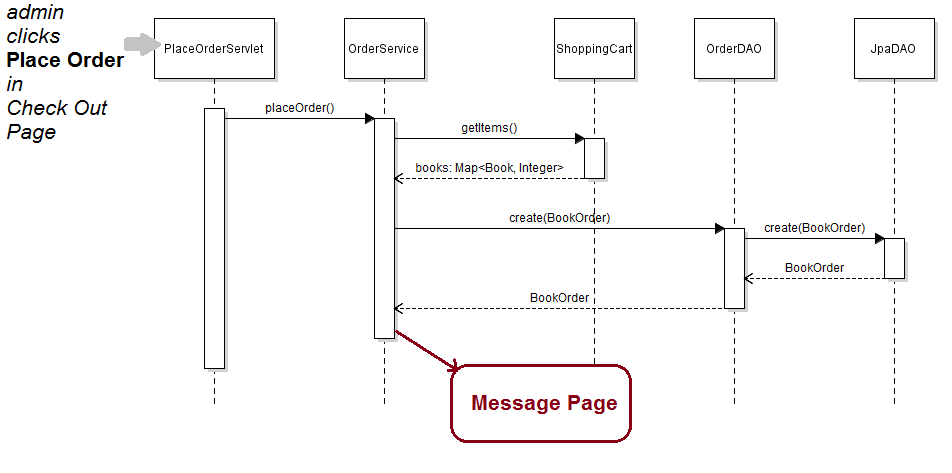 admin
clicks
Place Order
in
Check Out
Page
PlaceOrderServlet
OrderService
ShoppingCart
OrderDAO
JpaDAO
placeOrder()
getItems()
books: Map<Book, Integer>
create(BookOrder)
create(BookOrder)
BookOrder
BookOrder
Message Page